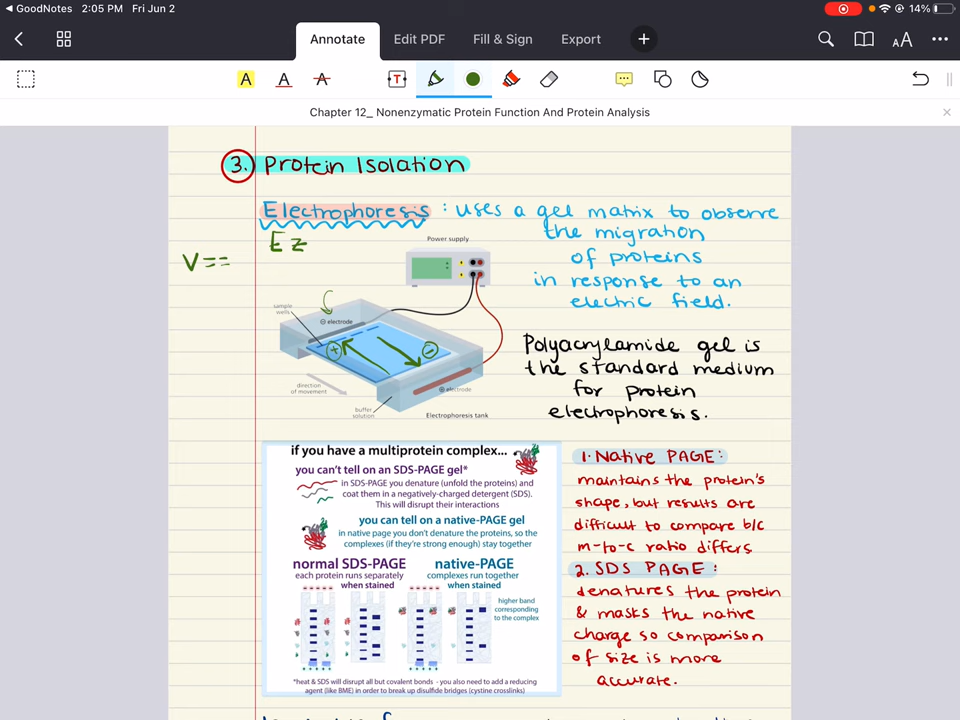 GoodNotes 2:05 PM Fri Jun 2 14%
Annotate Edit PDF Fill & Sign Export
Chapter 12_ Nonenzymatic Protein Function And Protein Analysis
3. Protein Isolation
Electrophoresis : uses a gel matrix to observe
the migration
of proteins
in response to an
electric field.
E z
V==
Power supply
sample
wells
⊖ electrode
+
−
direction
of movement
⊕ electrode
buffer
solution
Electrophoresis tank
Polyacrylamide gel is
the standard medium
for protein
electrophoresis.
if you have a multiprotein complex...
you can't tell on an SDS-PAGE gel*
in SDS-PAGE you denature (unfold the proteins) and
coat them in a negatively-charged detergent (SDS).
This will disrupt their interactions
you can tell on a native-PAGE gel
in native page you don't denature the proteins, so the
complexes (if they're strong enough) stay together
normal SDS-PAGE
each protein runs separately
when stained
native-PAGE
complexes run together
when stained
higher band
corresponding
to the complex
*heat & SDS will disrupt all but covalent bonds - you also need to add a reducing
agent (like BME) in order to break up disulfide bridges (cystine crosslinks)
1. Native PAGE:
maintains the protein's
shape, but results are
difficult to compare b/c
m-to-c ratio differs
2. SDS PAGE:
denatures the protein
& masks the native
charge so comparison
of size is more
accurate.